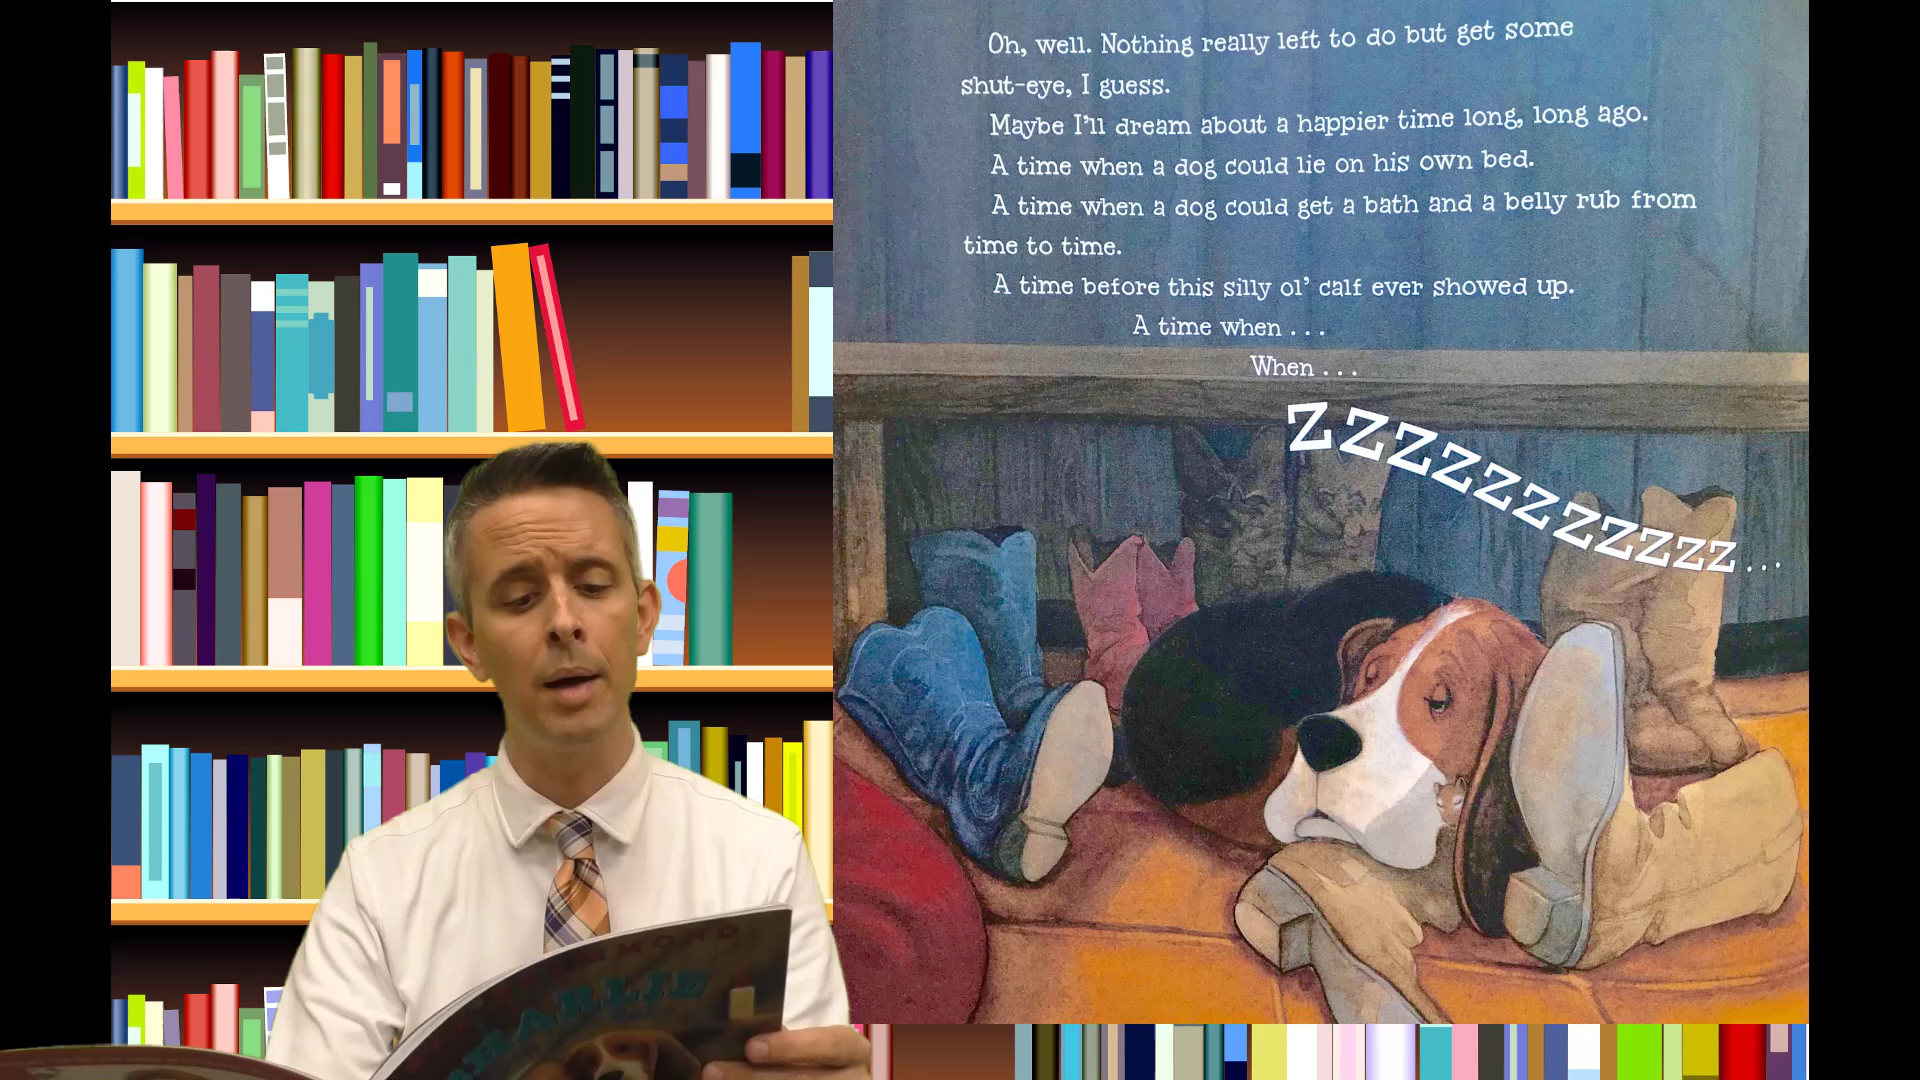 Oh, well. Nothing really left to do but get some
shut-eye, I guess.
Maybe I'll dream about a happier time long, long ago.
A time when a dog could lie on his own bed.
A time when a dog could get a bath and a belly rub from
time to time.
A time before this silly ol' calf ever showed up.
A time when . . .
When . . .
ZZZZZZZZZZZ . . .
CHARLIE